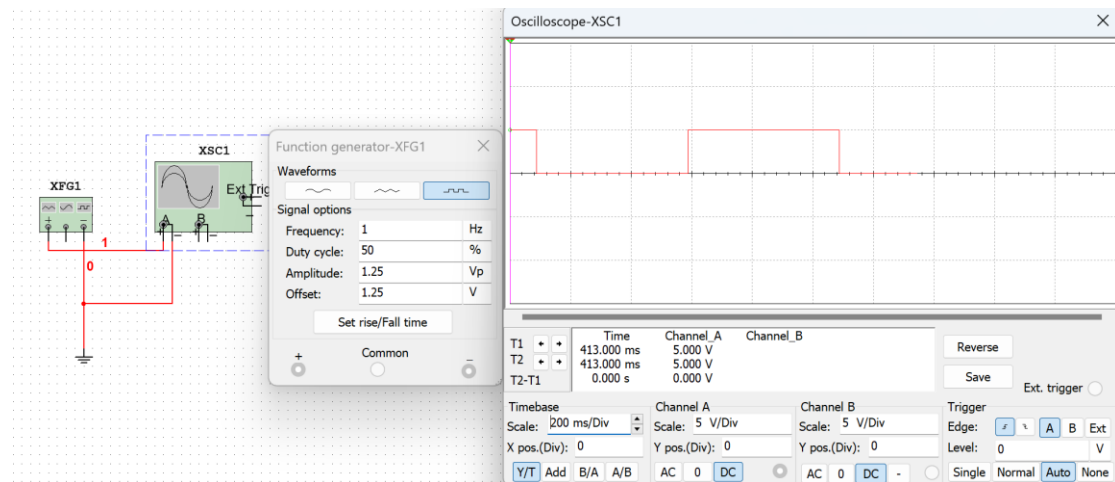 Oscilloscope-XSC1
XSC1
Ext Trig
XFG1
A
B
1
0
Function generator-XFG1
Waveforms
Signal options
Frequency: 1 Hz
Duty cycle: 50 %
Amplitude: 1.25 Vp
Offset: 1.25 V
Set rise/Fall time
+ Common −
Time Channel_A Channel_B
T1 413.000 ms 5.000 V
T2 413.000 ms 5.000 V
T2-T1 0.000 s 0.000 V
Reverse
Save
Ext. trigger
Timebase
Scale: 200 ms/Div
X pos.(Div): 0
Y/T Add B/A A/B
Channel A
Scale: 5 V/Div
Y pos.(Div): 0
AC 0 DC
Channel B
Scale: 5 V/Div
Y pos.(Div): 0
AC 0 DC -
Trigger
Edge: A B Ext
Level: 0 V
Single Normal Auto None